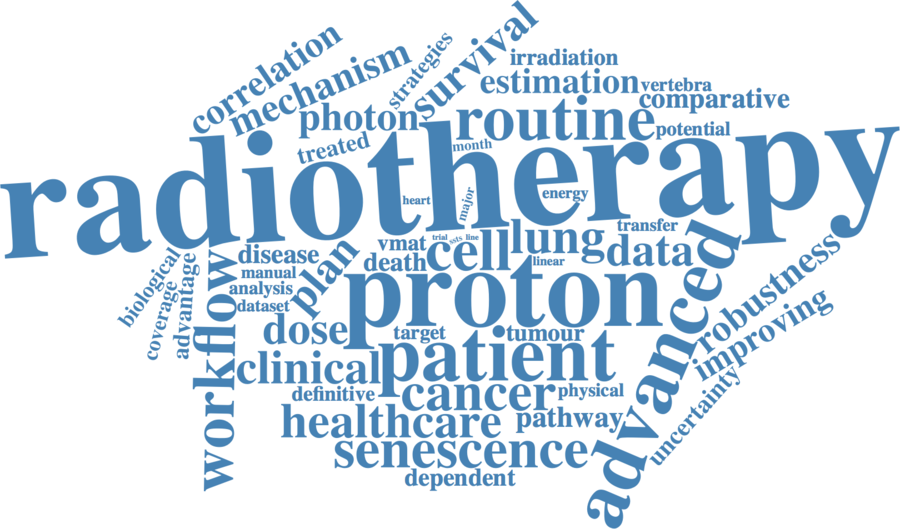 correlation
mechanism
strategies
survival
irradiation
estimation
vertebra
comparative
photon
routine
potential
treated
month
radiotherapy
heart
major
energy
trial
ssts
line
transfer
disease
vmat
cell
lung
data
death
linear
manual
analysis
dataset
plan
biological
coverage
advantage
workflow
proton
advanced
robustness
improving
uncertainty
dose
target
tumour
clinical
patient
definitive
cancer
physical
healthcare
pathway
senescence
dependent